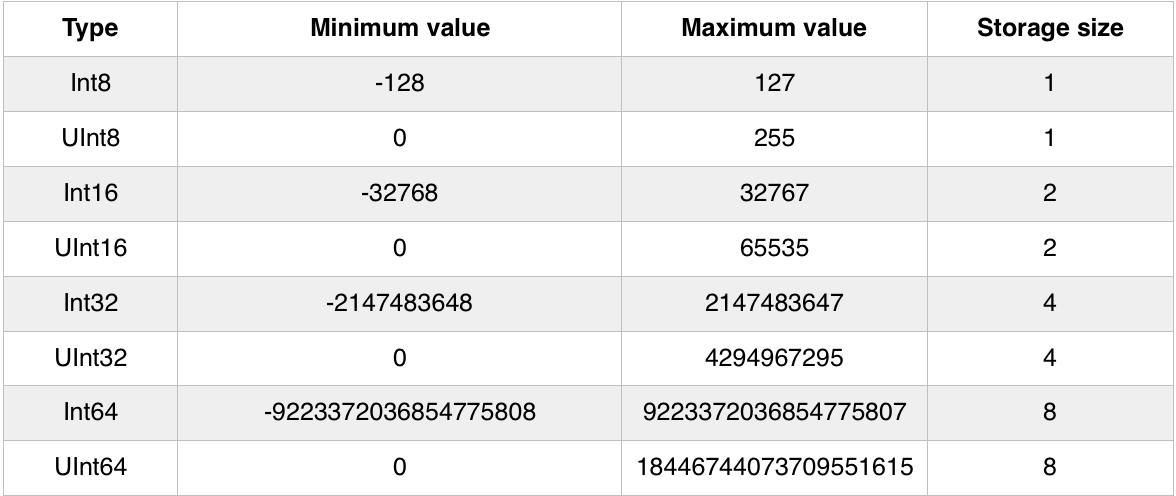 Type Minimum value Maximum value Storage size
Int8 -128 127 1
UInt8 0 255 1
Int16 -32768 32767 2
UInt16 0 65535 2
Int32 -2147483648 2147483647 4
UInt32 0 4294967295 4
Int64 -9223372036854775808 9223372036854775807 8
UInt64 0 18446744073709551615 8